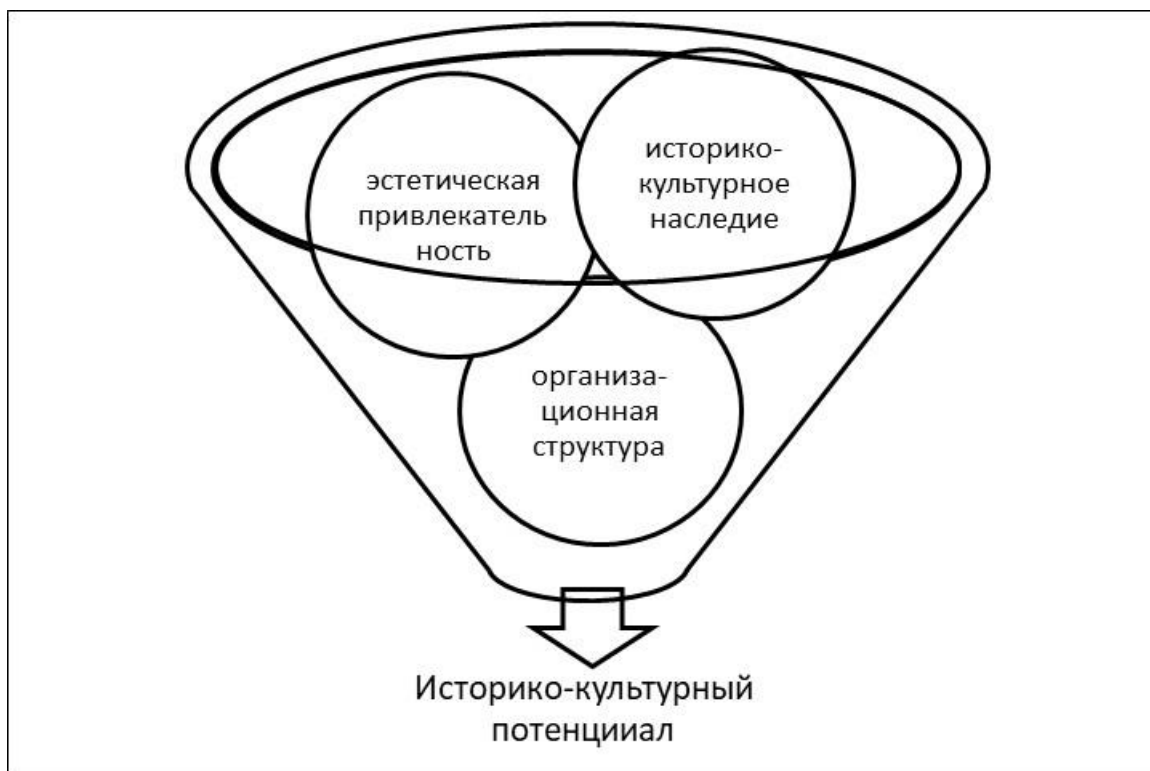 эстетическая
привлекатель
ность
историко-
культурное
наследие
организа-
ционная
структура
Историко-культурный
потенциал